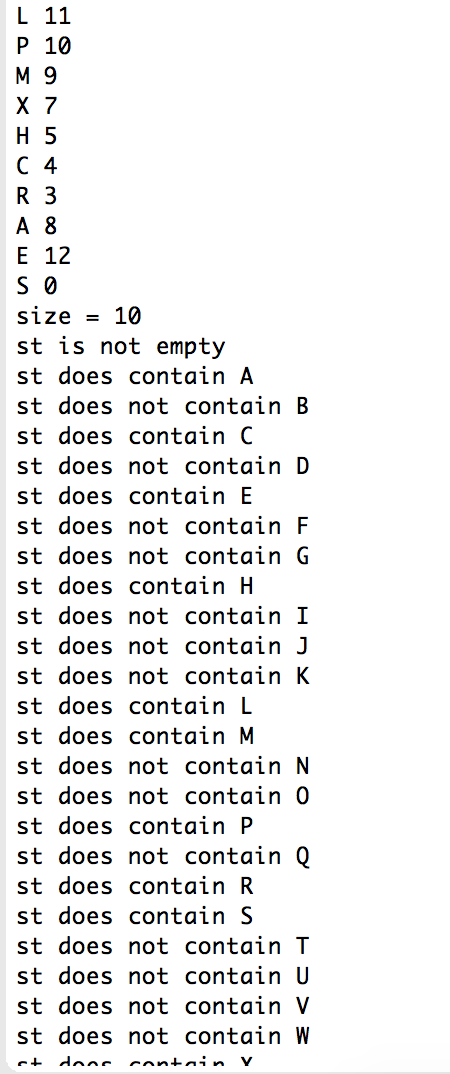 L 11
P 10
M 9
X 7
H 5
C 4
R 3
A 8
E 12
S 0
size = 10
st is not empty
st does contain A
st does not contain B
st does contain C
st does not contain D
st does contain E
st does not contain F
st does not contain G
st does contain H
st does not contain I
st does not contain J
st does not contain K
st does contain L
st does contain M
st does not contain N
st does not contain O
st does contain P
st does not contain Q
st does contain R
st does contain S
st does not contain T
st does not contain U
st does not contain V
st does not contain W
st does contain X